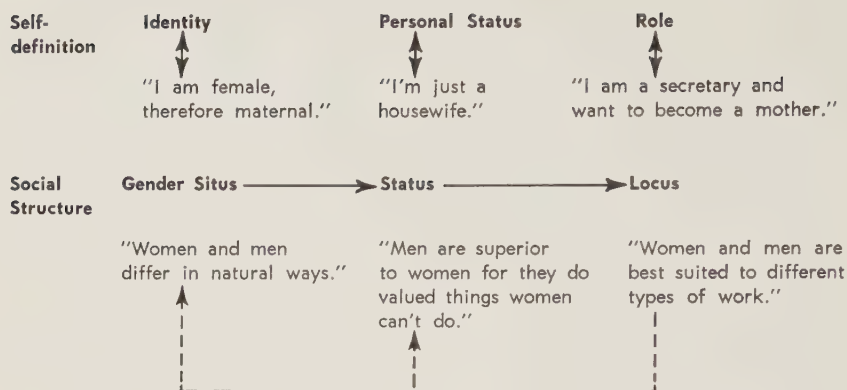 Self-definition Identity Personal Status Role
"I am female, therefore maternal."
"I'm just a housewife."
"I am a secretary and want to become a mother."
Social Structure Gender Situs Status Locus
"Women and men differ in natural ways."
"Men are superior to women for they do valued things women can't do."
"Women and men are best suited to different types of work."